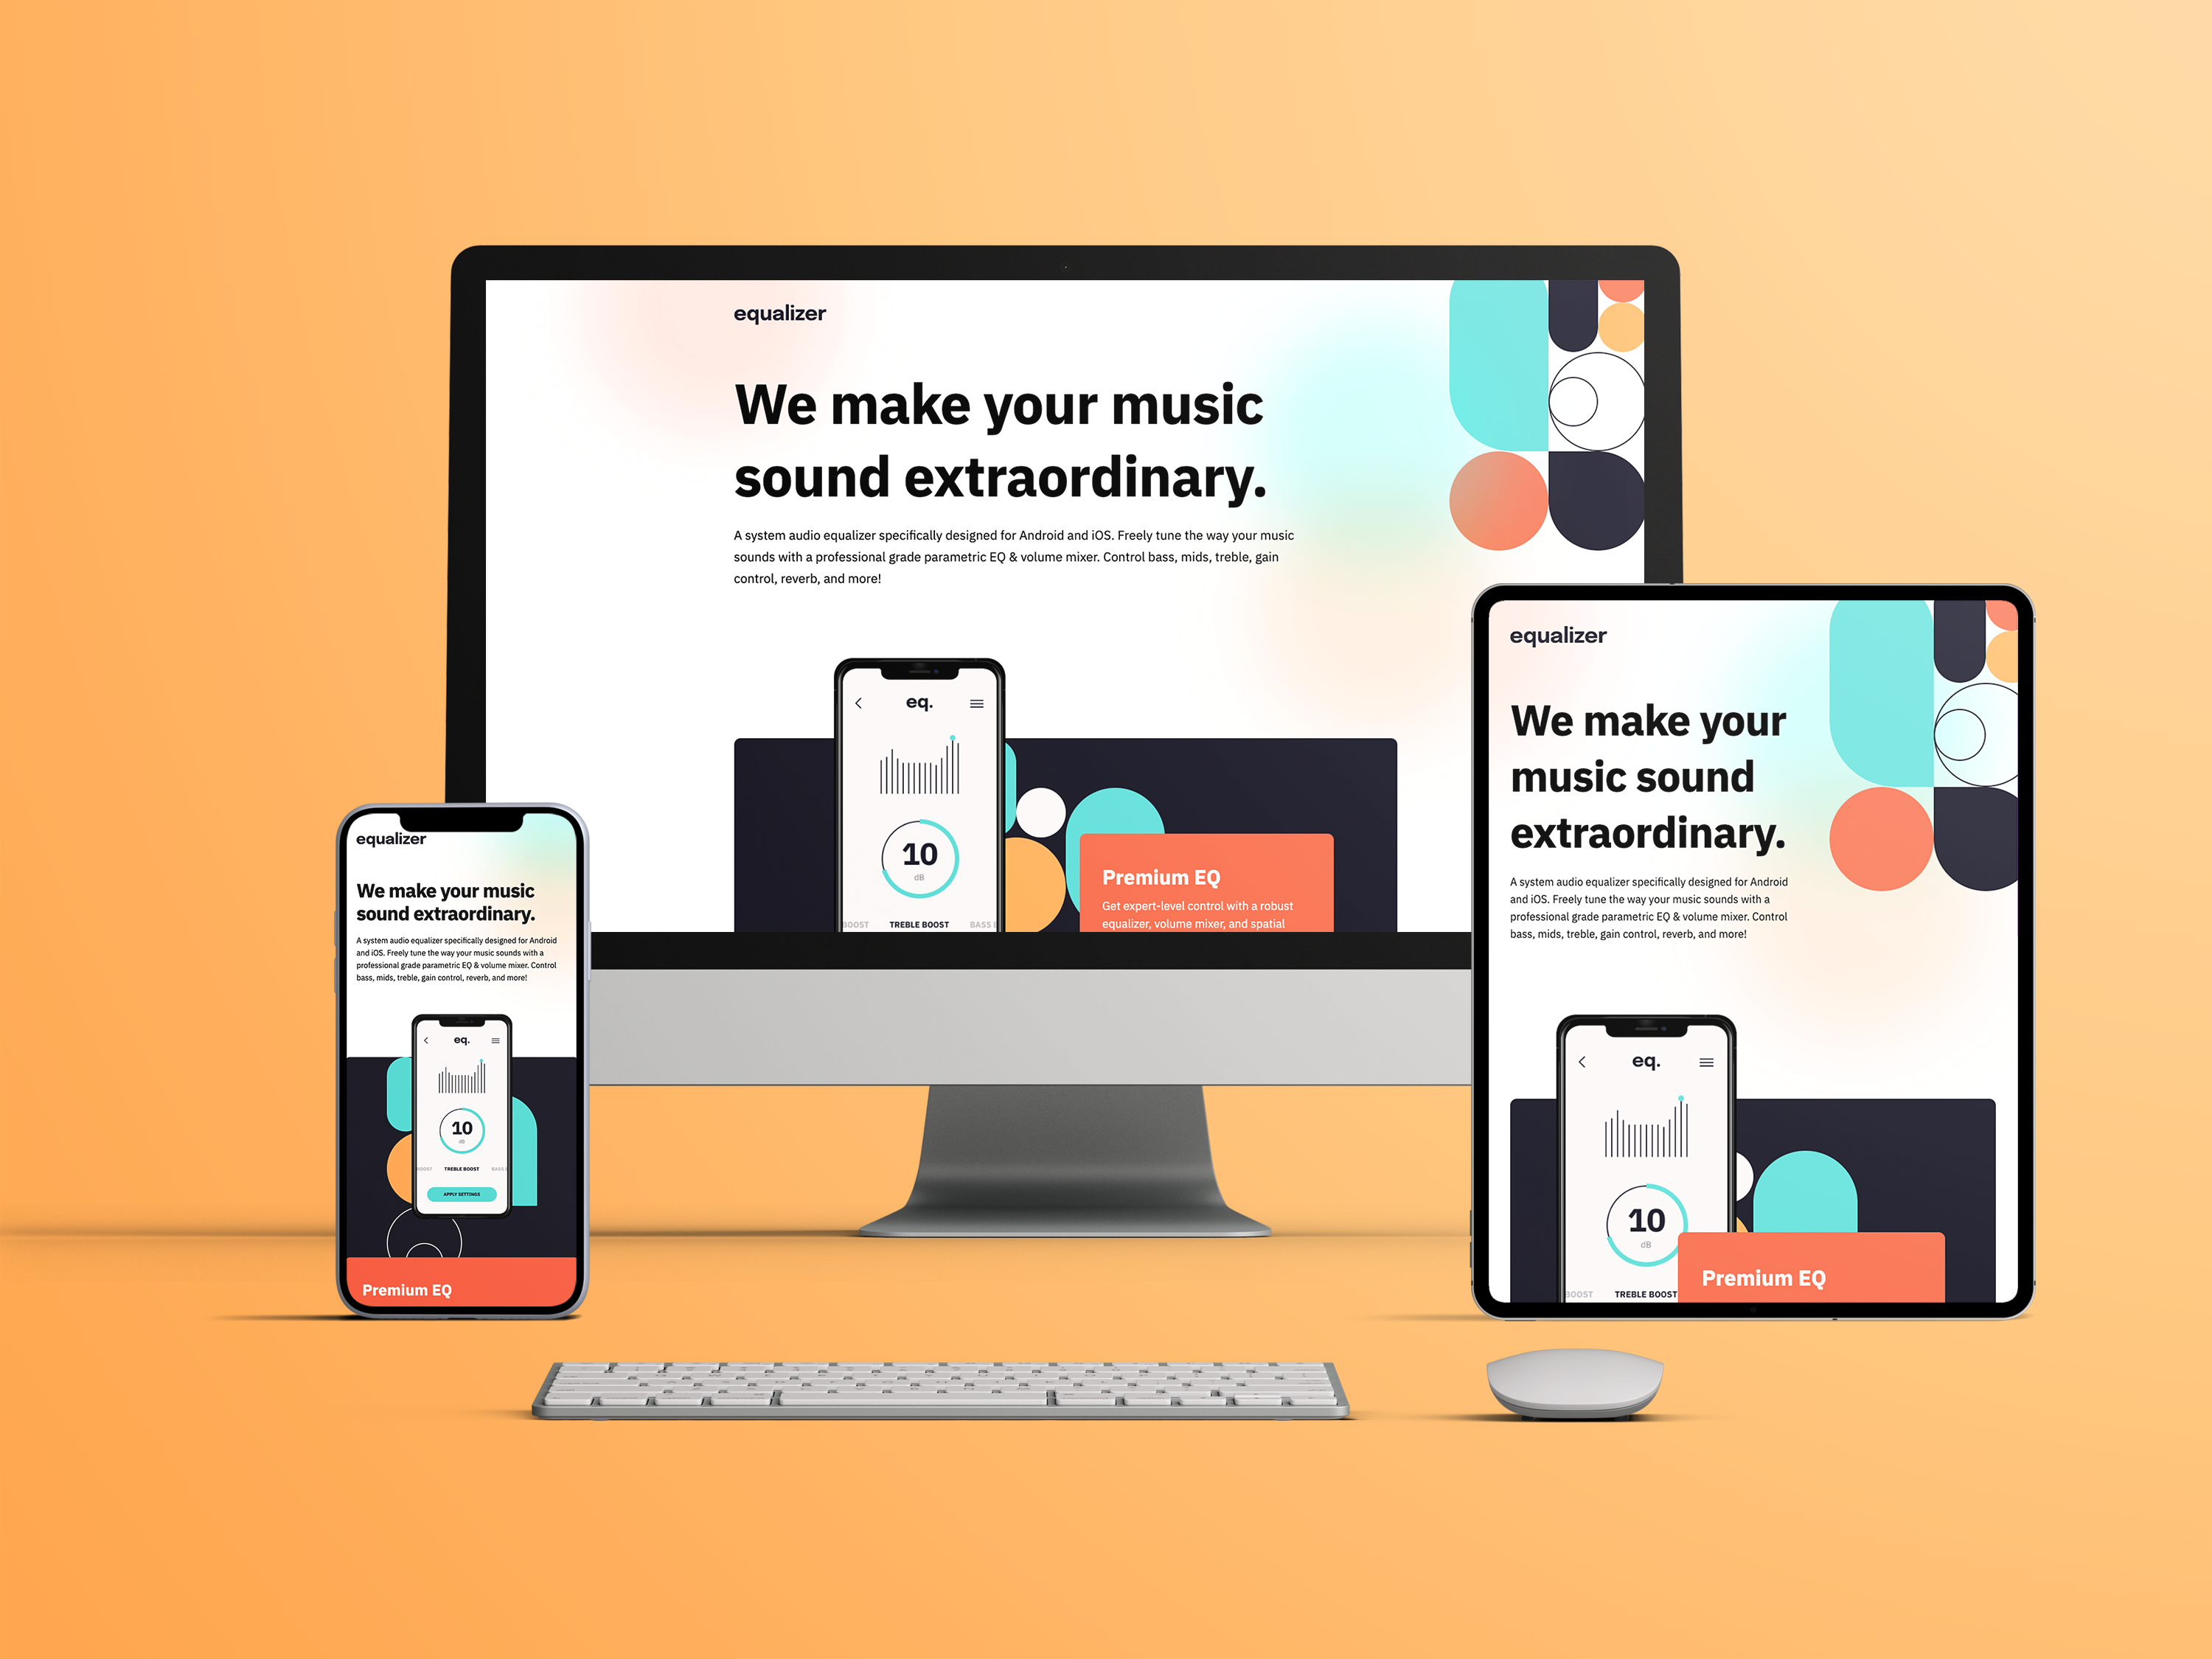 equalizer
We make your music
sound extraordinary.
A system audio equalizer specifically designed for Android and iOS. Freely tune the way your music
sounds with a professional grade parametric EQ & volume mixer. Control bass, mids, treble, gain
control, reverb, and more!
eq.
10
dB
BOOST TREBLE BOOST BASS
Premium EQ
Get expert-level control with a robust
equalizer, volume mixer, and spatial
equalizer
We make your music
sound extraordinary.
A system audio equalizer specifically designed for Android
and iOS. Freely tune the way your music sounds with a
professional grade parametric EQ & volume mixer. Control
bass, mids, treble, gain control, reverb, and more!
eq.
10
dB
BOOST TREBLE BOOST BASS
APPLY SETTINGS
Premium EQ
equalizer
We make your
music sound
extraordinary.
A system audio equalizer specifically designed for Android
and iOS. Freely tune the way your music sounds with a
professional grade parametric EQ & volume mixer. Control
bass, mids, treble, gain control, reverb, and more!
eq.
10
dB
BOOST TREBLE BOOST
Premium EQ